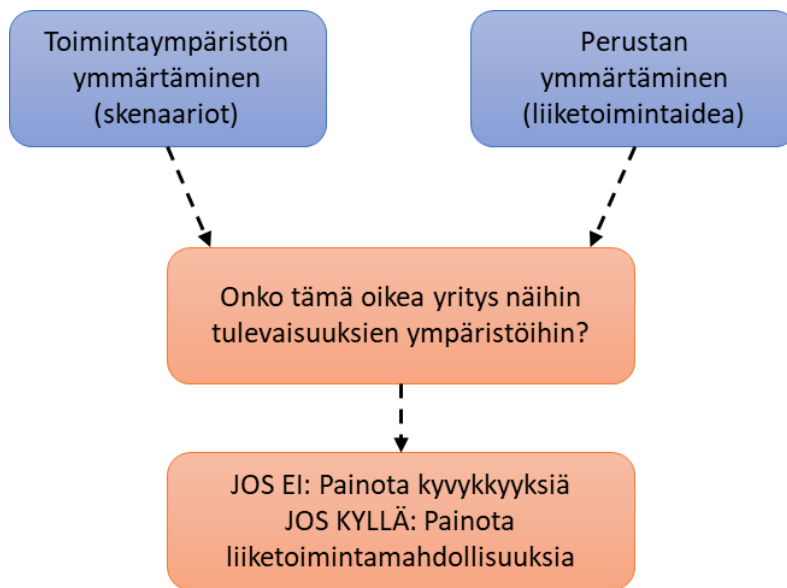 Toimintaympäristön
ymmärtäminen
(skenaariot)
Perustan
ymmärtäminen
(liiketoimintaidea)
Onko tämä oikea yritys näihin
tulevaisuuksien ympäristöihin?
JOS EI: Painota kyvykkyyksiä
JOS KYLLÄ: Painota
liiketoimintamahdollisuuksia